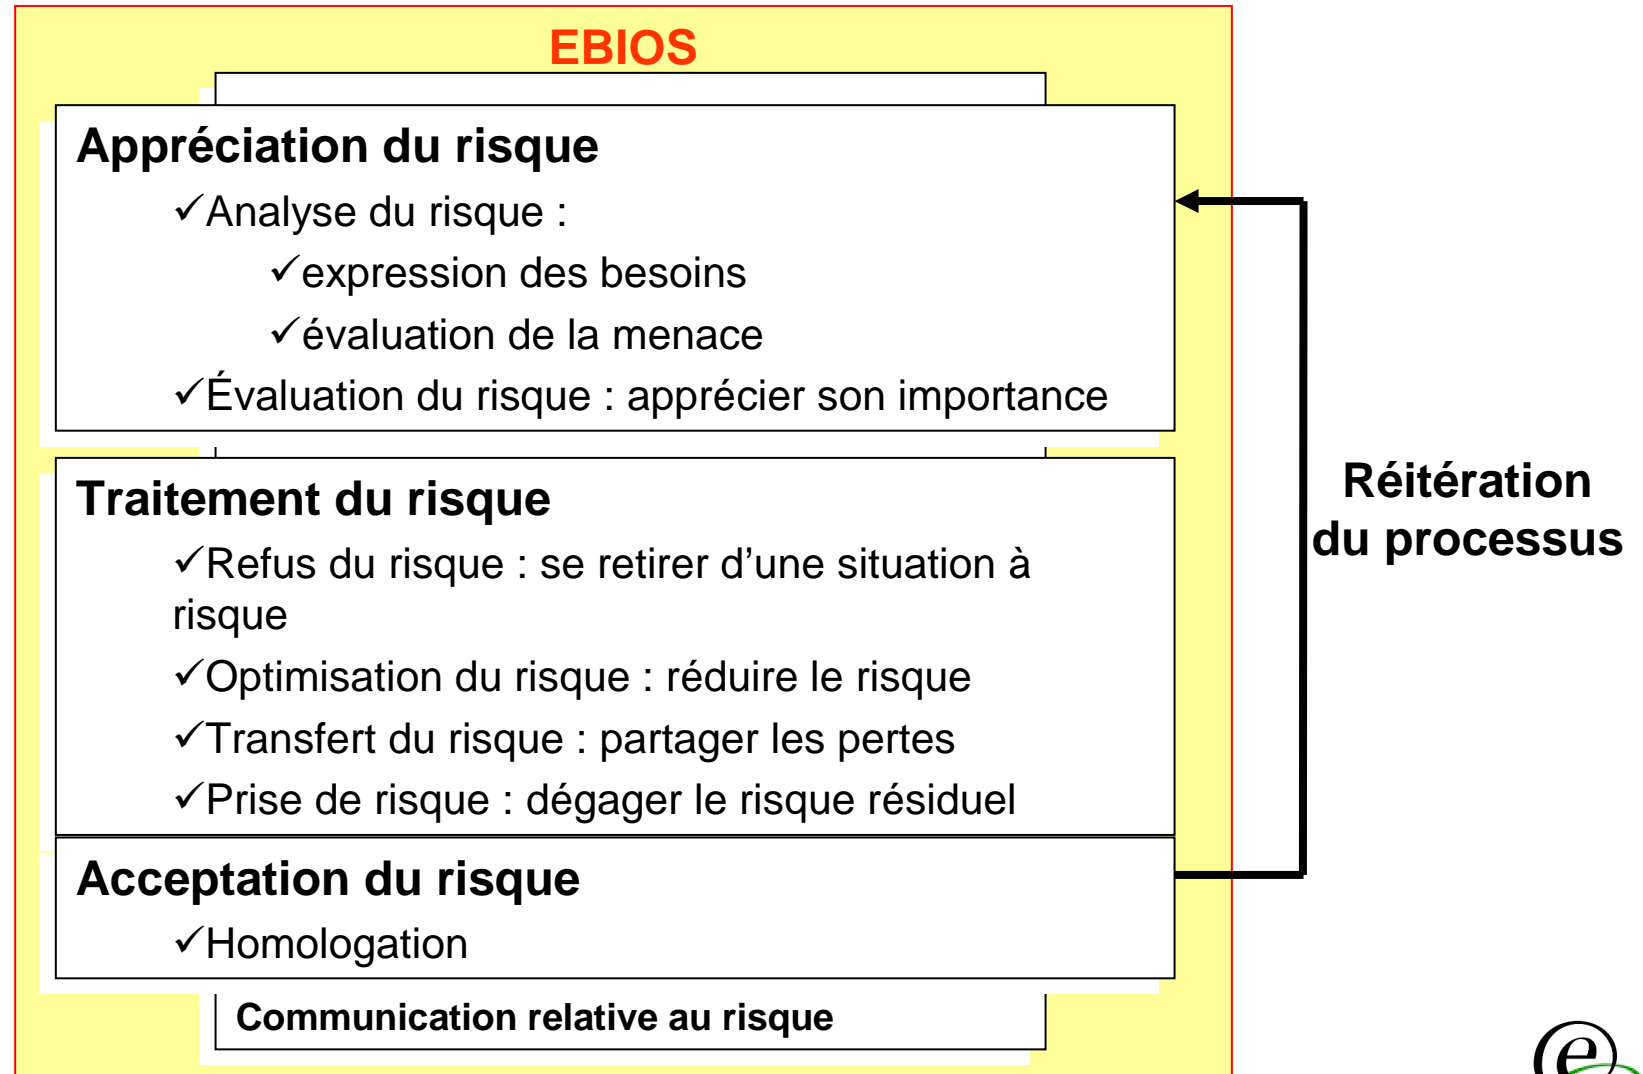 EBIOS
Appréciation du risque
✓Analyse du risque :
✓expression des besoins
✓évaluation de la menace
✓Évaluation du risque : apprécier son importance
Traitement du risque
✓Refus du risque : se retirer d’une situation à
risque
✓Optimisation du risque : réduire le risque
✓Transfert du risque : partager les pertes
✓Prise de risque : dégager le risque résiduel
Acceptation du risque
✓Homologation
Communication relative au risque
Réitération
du processus
e